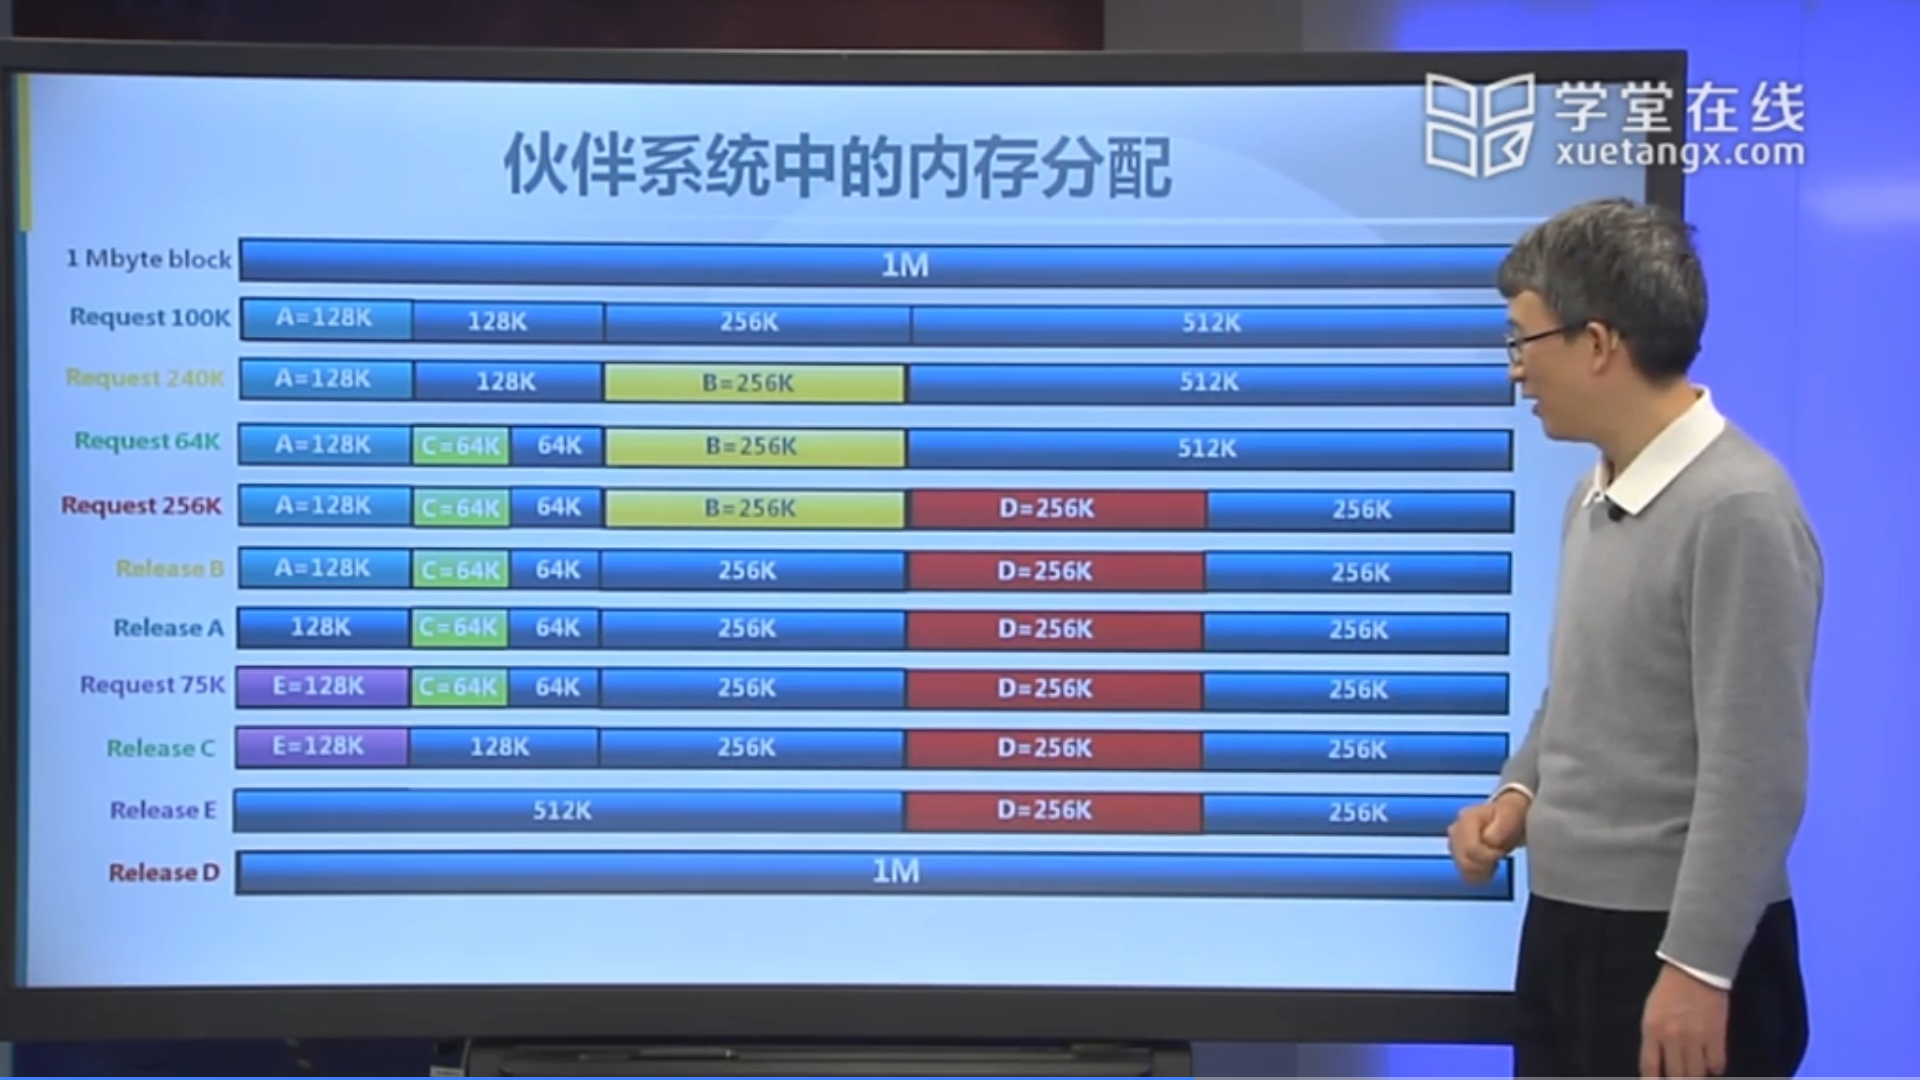 学堂在线
xuetangx.com
伙伴系统中的内存分配
1 Mbyte block 1M
Request 100K A=128K 128K 256K 512K
Request 240K A=128K 128K B=256K 512K
Request 64K A=128K C=64K 64K B=256K 512K
Request 256K A=128K C=64K 64K B=256K D=256K 256K
Release B A=128K C=64K 64K 256K D=256K 256K
Release A 128K C=64K 64K 256K D=256K 256K
Request 75K E=128K C=64K 64K 256K D=256K 256K
Release C E=128K 128K 256K D=256K 256K
Release E 512K D=256K 256K
Release D 1M